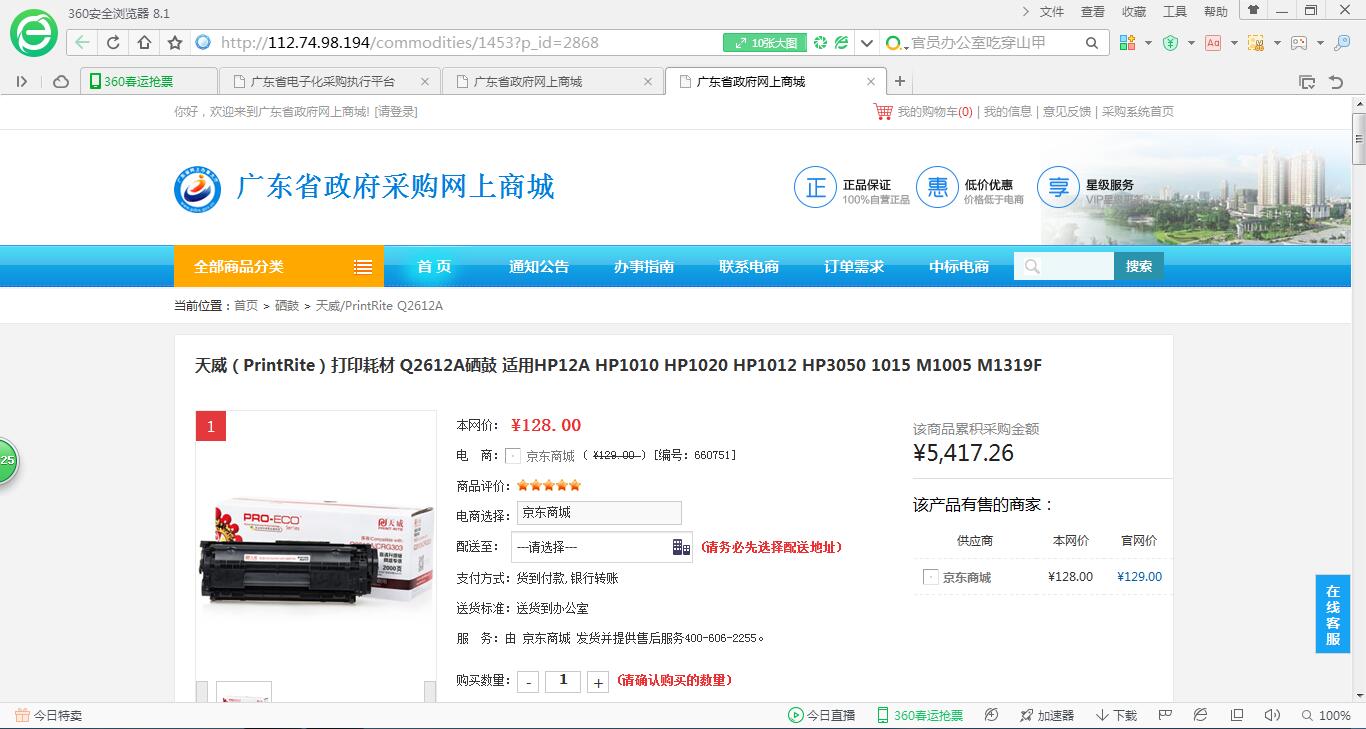 360安全浏览器 8.1
文件 查看 收藏 工具 帮助
http://112.74.98.194/commodities/1453?p_id=2868
10张大图
官员办公室吃穿山甲
360春运抢票
广东省电子化采购执行平台
广东省政府网上商城
广东省政府网上商城
你好，欢迎来到广东省政府网上商城! [请登录]
我的购物车(0) | 我的信息 | 意见反馈 | 采购系统首页
广东省政府采购网上商城
正 正品保证
100%自营正品
惠 低价优惠
价格低于电商
享 星级服务
VIP星级服务
全部商品分类
首 页 通知公告 办事指南 联系电商 订单需求 中标电商
搜索
当前位置：首页 > 硒鼓 > 天威/PrintRite Q2612A
天威（PrintRite）打印耗材 Q2612A硒鼓 适用HP12A HP1010 HP1020 HP1012 HP3050 1015 M1005 M1319F
1
PRO-ECO
Series
天威
PRINT-RITE
CRG303
2000页
本网价： ¥128.00
电 商： 京东商城 （ ¥129.00 ）[编号：660751]
商品评价：
电商选择： 京东商城
配送至： ---请选择--- (请务必先选择配送地址)
支付方式：货到付款,银行转账
送货标准：送货到办公室
服 务：由 京东商城 发货并提供售后服务400-606-2255。
购买数量： - 1 + (请确认购买的数量)
该商品累积采购金额
¥5,417.26
该产品有售的商家：
供应商 本网价 官网价
京东商城 ¥128.00 ¥129.00
在线客服
25
今日特卖
今日直播
360春运抢票
加速器
下载
100%